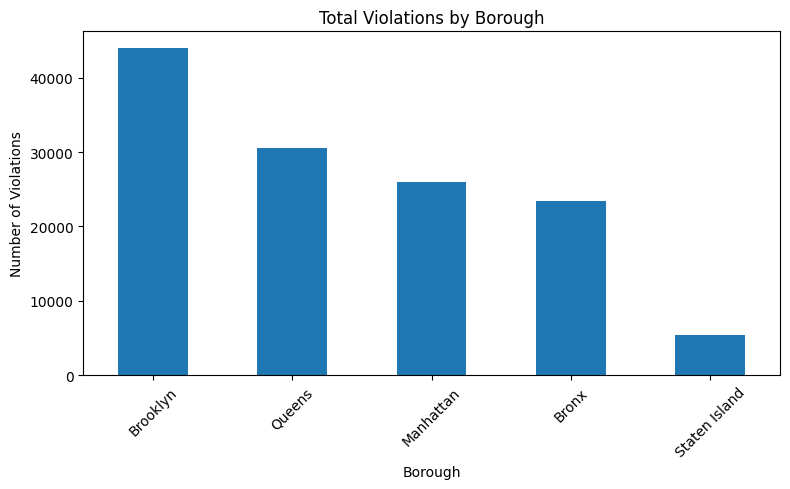 Total Violations by Borough
Number of Violations
40000
30000
20000
10000
0
Brooklyn
Queens
Manhattan
Bronx
Staten Island
Borough